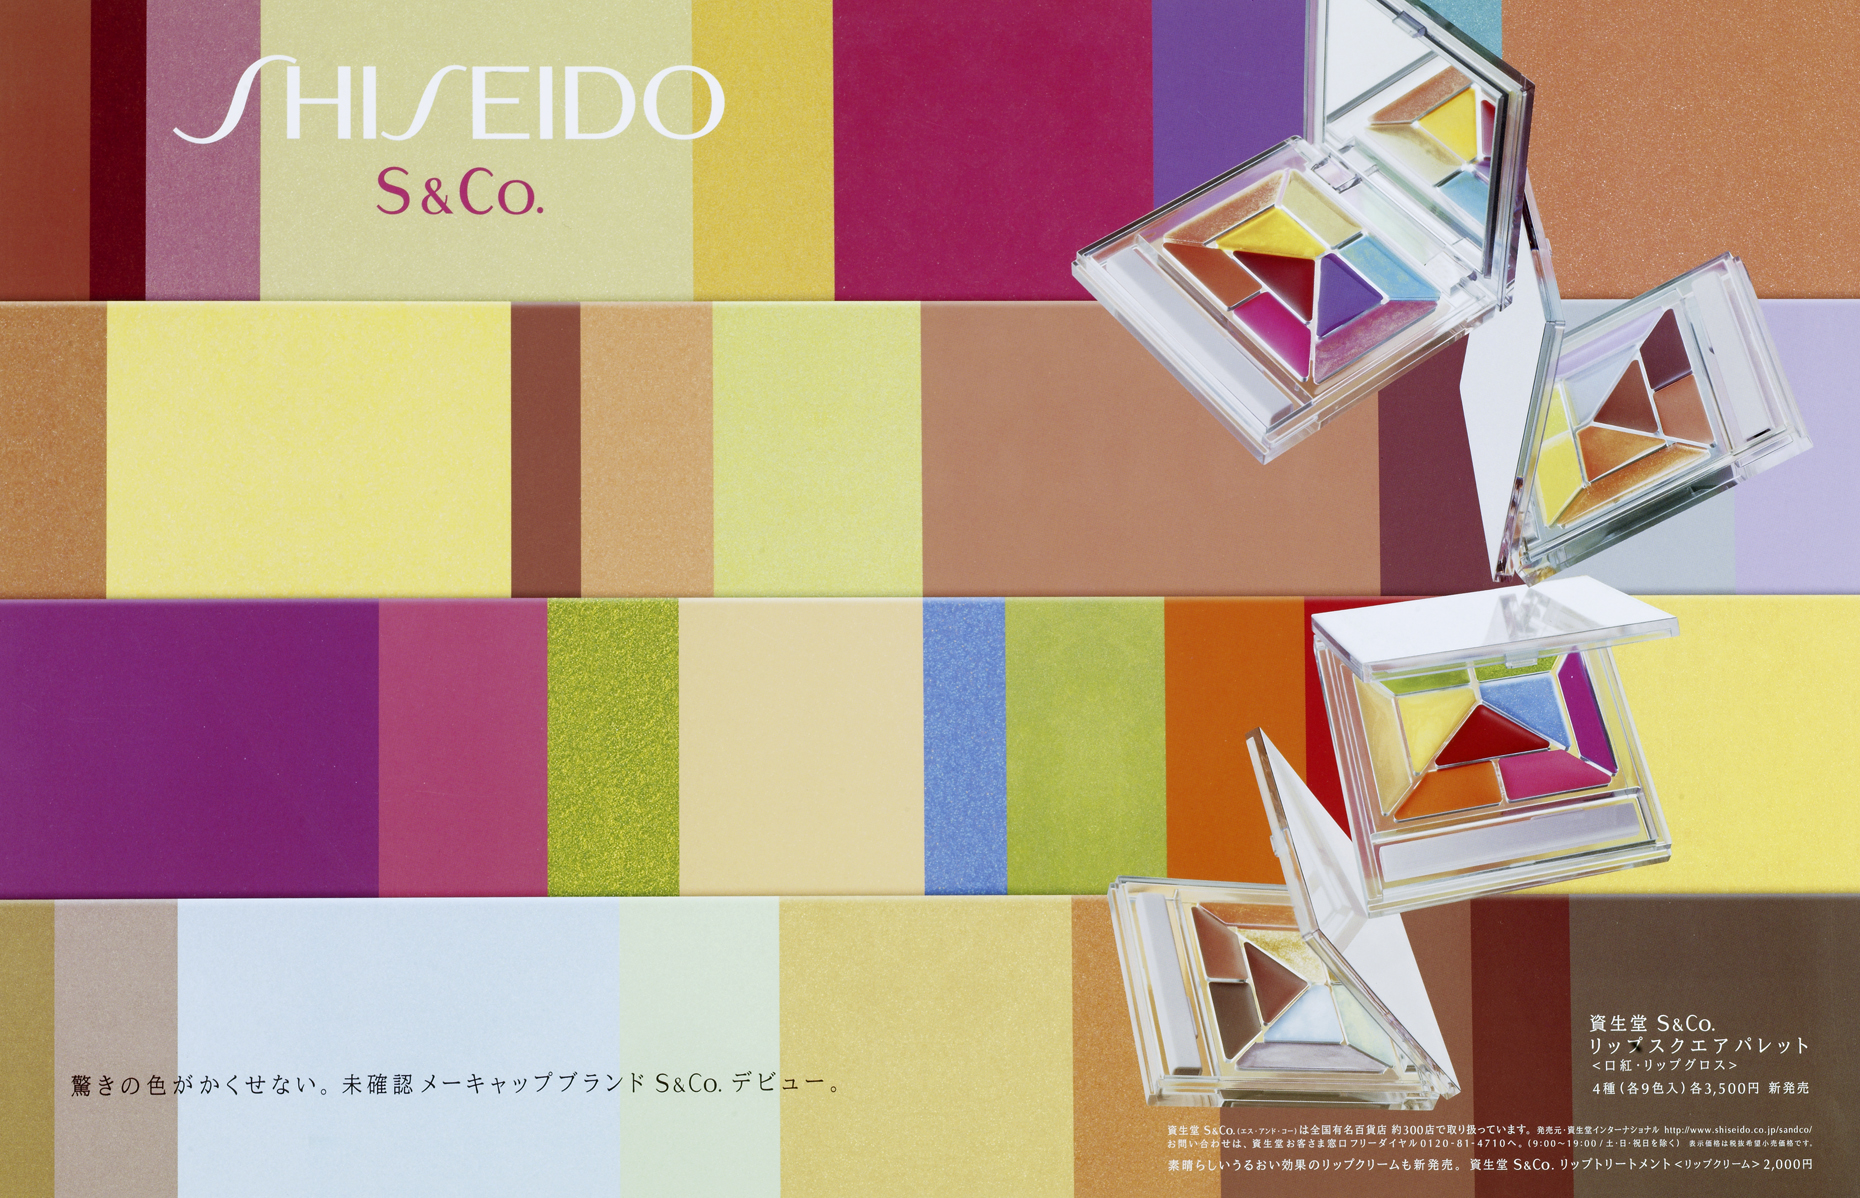 SHISEIDO
S&Co.
驚きの色がかくせない。未確認メーキャップブランド S&Co. デビュー。
資生堂 S&Co.
リップスクエアパレット
<口紅・リップグロス>
4種(各9色入)各3,500円 新発売
資生堂 S&Co.(エス・アンド・コー)は全国有名百貨店 約300店で取り扱っています。発売元・資生堂インターナショナル http://www.shiseido.co.jp/sandco/
お問い合わせは、資生堂お客さま窓口フリーダイヤル0120-81-4710へ。(9:00~19:00/土・日・祝日を除く) 表示価格は税抜希望小売価格です。
素晴らしいうるおい効果のリップクリームも新発売。資生堂 S&Co. リップトリートメント<リップクリーム>2,000円